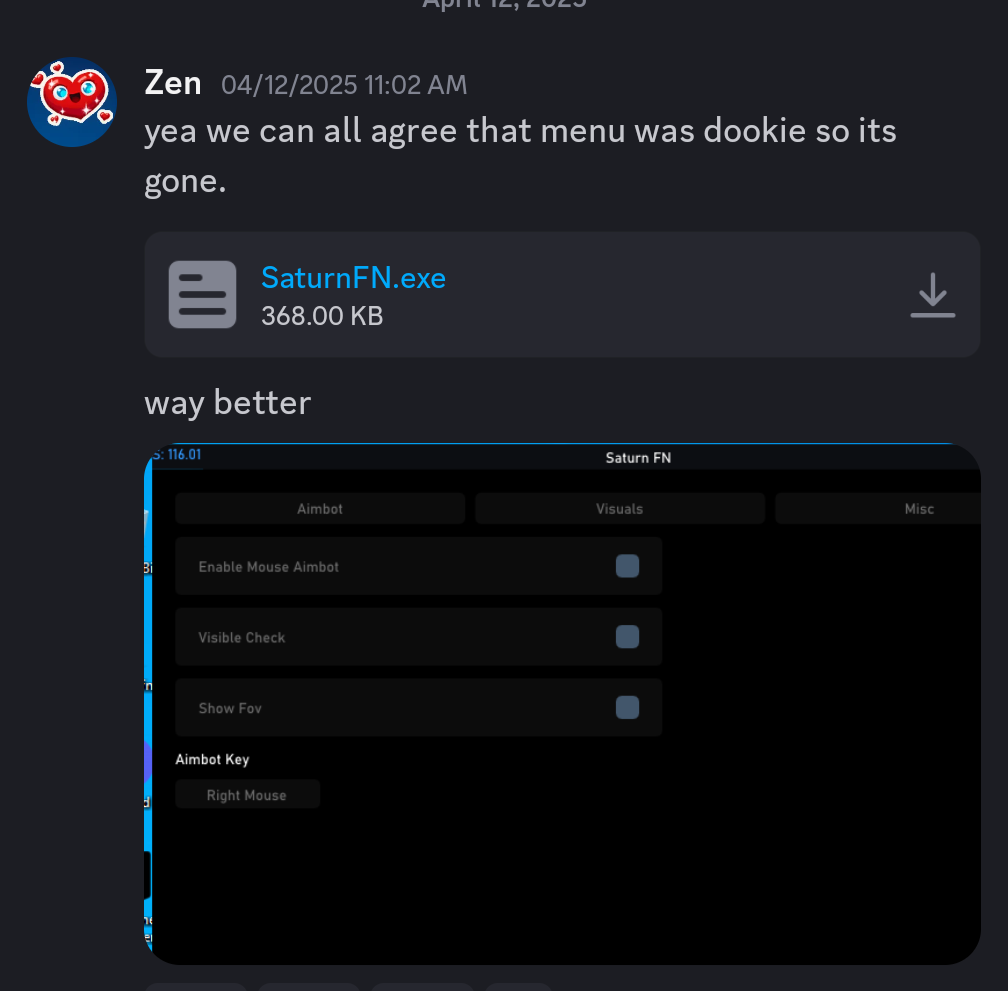 April 12, 2025
Zen 04/12/2025 11:02 AM
yea we can all agree that menu was dookie so its
gone.
SaturnFN.exe
368.00 KB
way better
S: 116.01
Saturn FN
Aimbot Visuals Misc
Enable Mouse Aimbot
Visible Check
Show Fov
Aimbot Key
Right Mouse